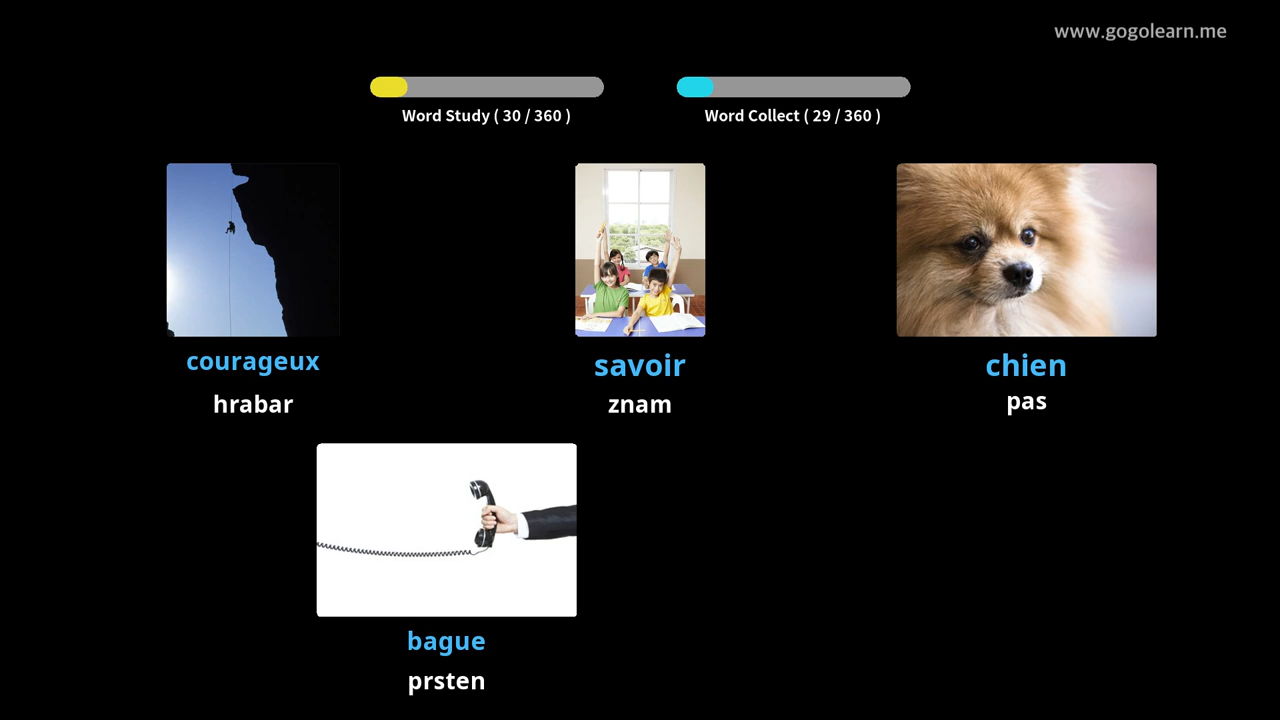 www.gogolearn.me
Word Study ( 30 / 360 )
Word Collect ( 29 / 360 )
courageux
hrabar
savoir
znam
chien
pas
bague
prsten